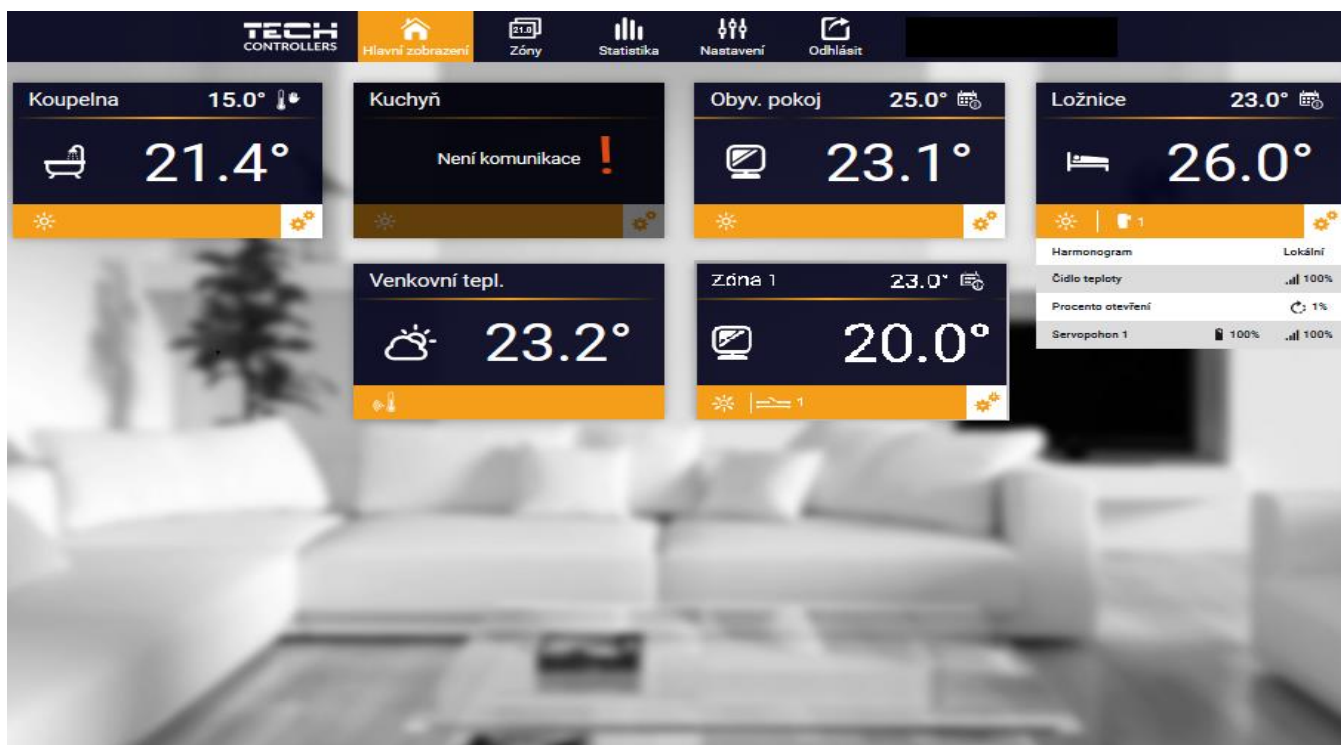 TECH
CONTROLLERS
Hlavní zobrazení
21.0
Zóny
Statistika
Nastavení
Odhlásit
Koupelna 15.0°
21.4°
Kuchyň
Není komunikace !
Obyv. pokoj 25.0°
23.1°
Ložnice 23.0°
26.0°
1
Harmonogram Lokální
Čidlo teploty 100%
Procento otevření 1%
Servopohon 1 100% 100%
Venkovní tepl.
23.2°
Zóna 1 23.0°
20.0°
1